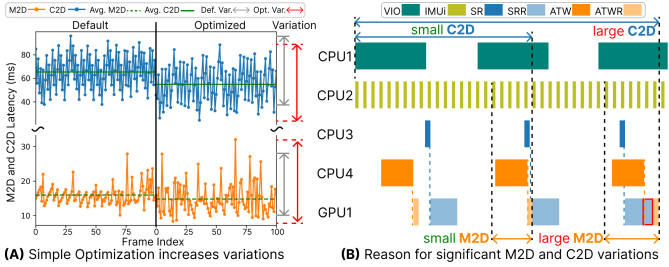 M2D C2D Avg. M2D Avg. C2D Def. Var. Opt. Var.
Default Optimized Variation
M2D and C2D Latency (ms)
80
60
40
30
20
10
0 100 0 100
Frame Index
(A) Simple Optimization increases variations
VIO IMUi SR SRR ATW ATWR
small C2D large C2D
CPU1
CPU2
CPU3
CPU4
GPU1
small M2D large M2D
(B) Reason for significant M2D and C2D variations